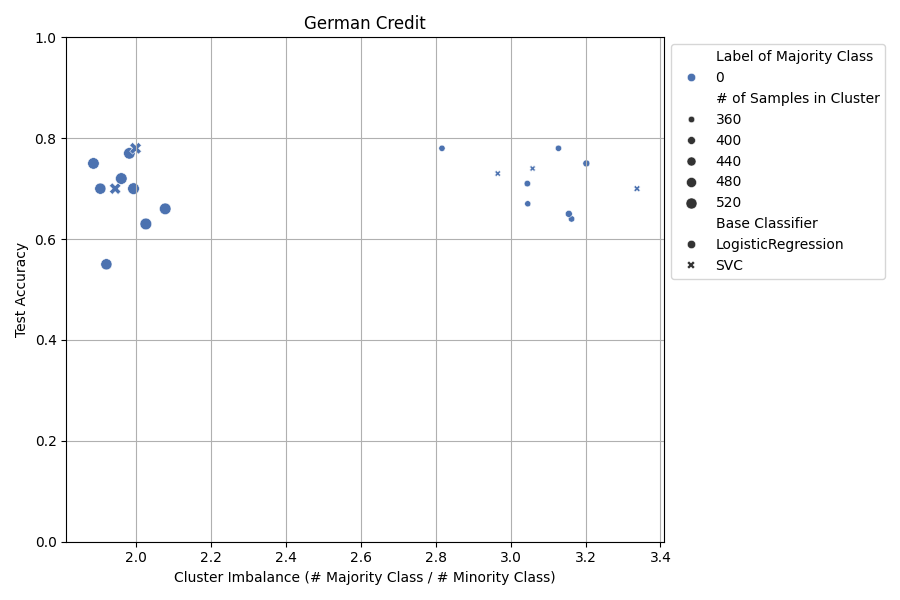 German Credit
1.0
0.8
0.6
0.4
0.2
0.0
Test Accuracy
2.0 2.2 2.4 2.6 2.8 3.0 3.2 3.4
Cluster Imbalance (# Majority Class / # Minority Class)
Label of Majority Class
0
# of Samples in Cluster
360
400
440
480
520
Base Classifier
LogisticRegression
SVC